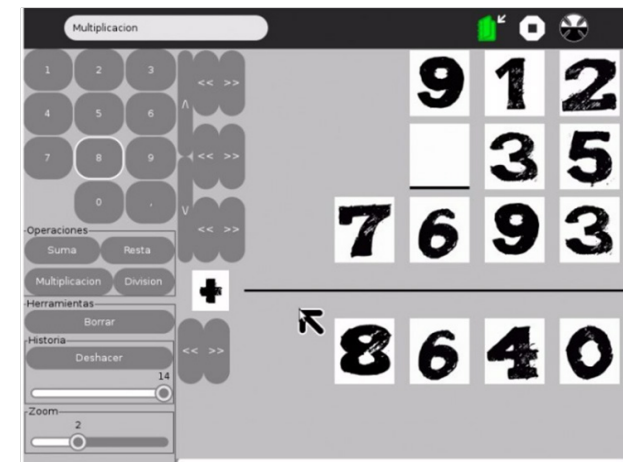 Multiplicacion
1 2 3 << >> 9 1 2
4 5 6
7 8 9 << >> 3 5
0 ,
<< >> 7 6 9 3
Operaciones
Suma Resta
Multiplicacion Division
+
Herramientas
Borrar
Historia
Deshacer << >> 8 6 4 0
14
Zoom
2